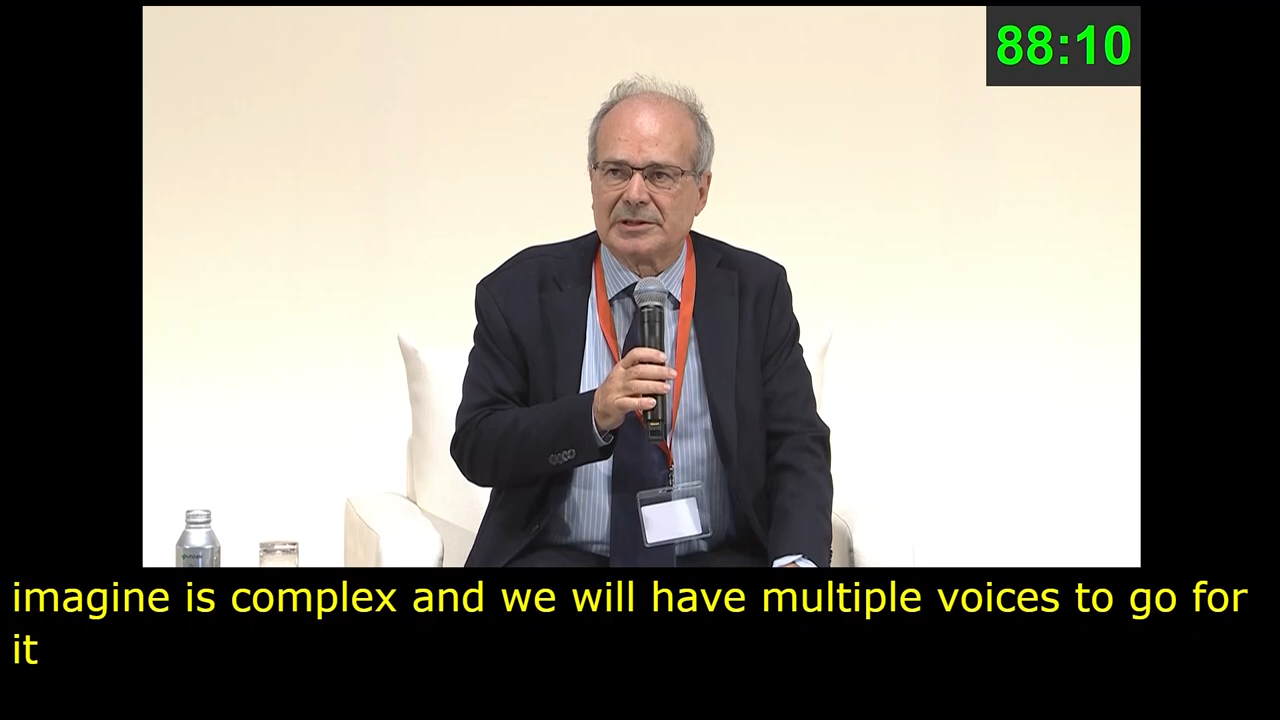 88:10
imagine is complex and we will have multiple voices to go for
it